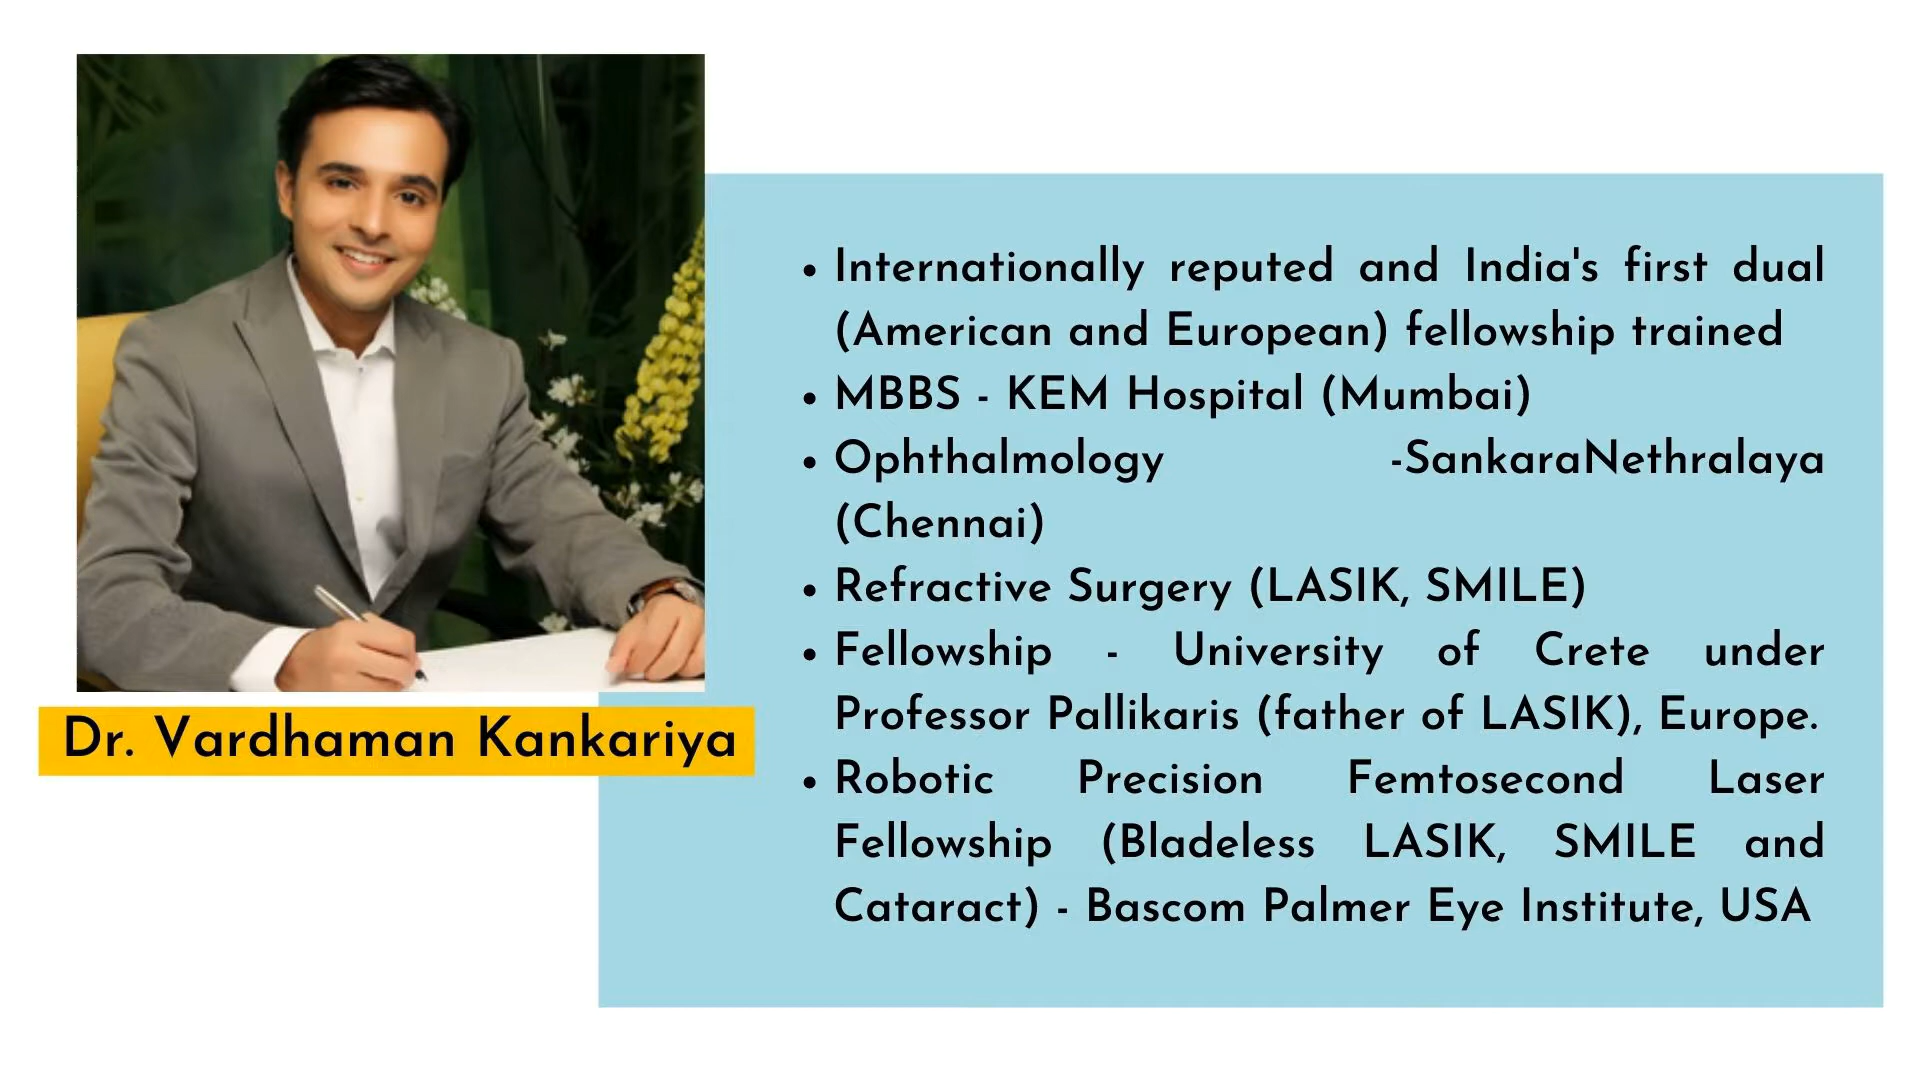 Internationally reputed and India's first dual
(American and European) fellowship trained
MBBS - KEM Hospital (Mumbai)
Ophthalmology -SankaraNethralaya
(Chennai)
Refractive Surgery (LASIK, SMILE)
Fellowship - University of Crete under
Professor Pallikaris (father of LASIK), Europe.
Robotic Precision Femtosecond Laser
Fellowship (Bladeless LASIK, SMILE and
Cataract) - Bascom Palmer Eye Institute, USA
Dr. Vardhaman Kankariya